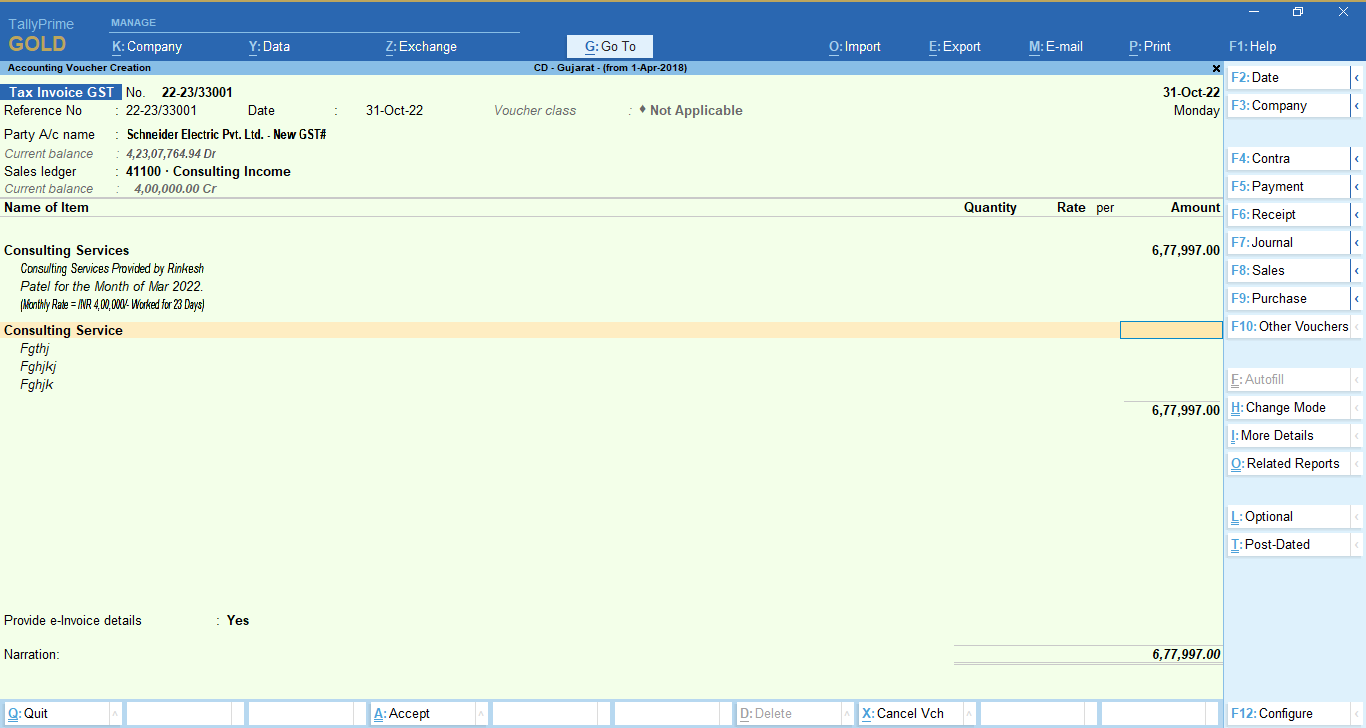 TallyPrime
GOLD
MANAGE
K: Company Y: Data Z: Exchange G: Go To O: Import E: Export M: E-mail P: Print F1: Help
Accounting Voucher Creation CD - Gujarat - (from 1-Apr-2018)
Tax Invoice GST No. 22-23/33001 31-Oct-22
Reference No : 22-23/33001 Date : 31-Oct-22 Voucher class : ♦ Not Applicable Monday
Party A/c name : Schneider Electric Pvt. Ltd. - New GST#
Current balance : 4,23,07,764.94 Dr
Sales ledger : 41100 · Consulting Income
Current balance : 4,00,000.00 Cr
Name of Item Quantity Rate per Amount
Consulting Services 6,77,997.00
Consulting Services Provided by Rinkesh
Patel for the Month of Mar 2022.
(Monthly Rate = INR 4,00,000/- Worked for 23 Days)
Consulting Service
Fgthj
Fghjkj
Fghjk
6,77,997.00
Provide e-Invoice details : Yes
Narration: 6,77,997.00
F2: Date
F3: Company
F4: Contra
F5: Payment
F6: Receipt
F7: Journal
F8: Sales
F9: Purchase
F10: Other Vouchers
F: Autofill
H: Change Mode
I: More Details
O: Related Reports
L: Optional
T: Post-Dated
Q: Quit A: Accept D: Delete X: Cancel Vch F12: Configure